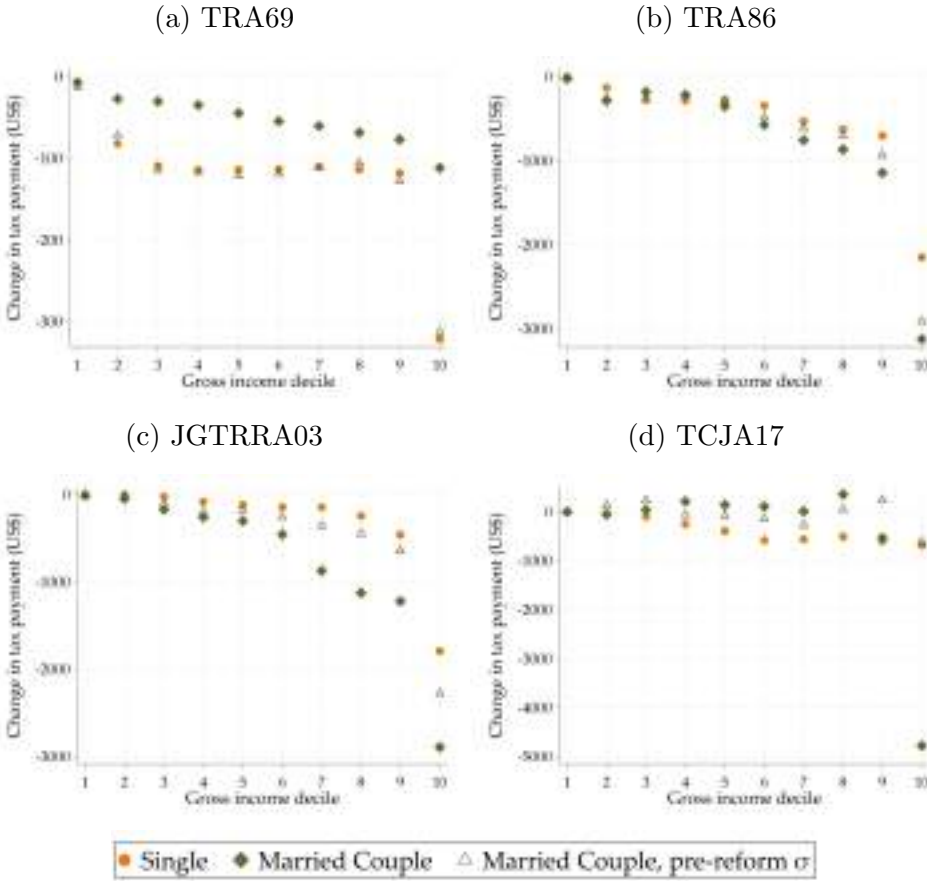 (a) TRA69
(b) TRA86
0
-100
-200
-300
Change in tax payment (US$)
1 2 3 4 5 6 7 8 9 10
Gross income decile
0
-1000
-2000
-3000
Change in tax payment (US$)
1 2 3 4 5 6 7 8 9 10
Gross income decile
(c) JGTRRA03
(d) TCJA17
0
-1000
-2000
-3000
Change in tax payment (US$)
1 2 3 4 5 6 7 8 9 10
Gross income decile
0
-1000
-2000
-3000
-4000
-5000
Change in tax payment (US$)
1 2 3 4 5 6 7 8 9 10
Gross income decile
Single Married Couple Married Couple, pre-reform σ